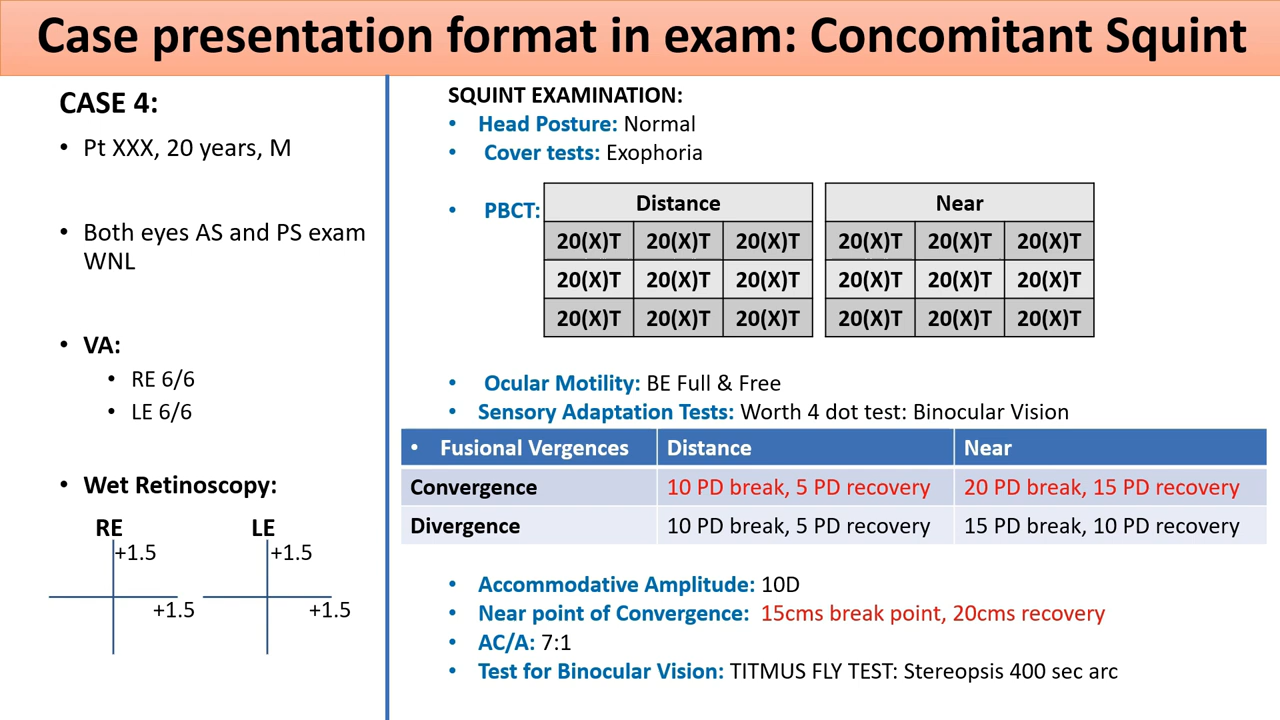 Case presentation format in exam: Concomitant Squint
CASE 4:
• Pt XXX, 20 years, M
• Both eyes AS and PS exam
WNL
• VA:
• RE 6/6
• LE 6/6
• Wet Retinoscopy:
RE LE
+1.5 +1.5
+1.5 +1.5
SQUINT EXAMINATION:
• Head Posture: Normal
• Cover tests: Exophoria
• PBCT:
Distance Near
20(X)T 20(X)T 20(X)T 20(X)T 20(X)T 20(X)T
20(X)T 20(X)T 20(X)T 20(X)T 20(X)T 20(X)T
20(X)T 20(X)T 20(X)T 20(X)T 20(X)T 20(X)T
• Ocular Motility: BE Full & Free
• Sensory Adaptation Tests: Worth 4 dot test: Binocular Vision
• Fusional Vergences Distance Near
Convergence 10 PD break, 5 PD recovery 20 PD break, 15 PD recovery
Divergence 10 PD break, 5 PD recovery 15 PD break, 10 PD recovery
• Accommodative Amplitude: 10D
• Near point of Convergence: 15cms break point, 20cms recovery
• AC/A: 7:1
• Test for Binocular Vision: TITMUS FLY TEST: Stereopsis 400 sec arc